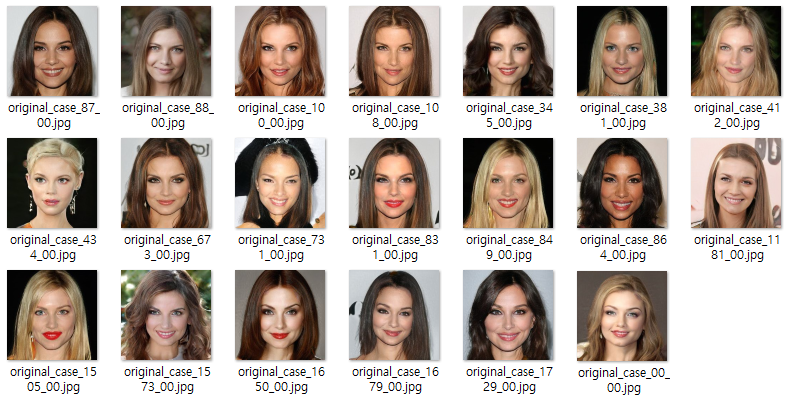 original_case_87_
00.jpg
original_case_88_
00.jpg
original_case_10
0_00.jpg
original_case_10
8_00.jpg
original_case_34
5_00.jpg
original_case_38
1_00.jpg
original_case_41
2_00.jpg
original_case_43
4_00.jpg
original_case_67
3_00.jpg
original_case_73
1_00.jpg
original_case_83
1_00.jpg
original_case_84
9_00.jpg
original_case_86
4_00.jpg
original_case_11
81_00.jpg
original_case_15
05_00.jpg
original_case_15
73_00.jpg
original_case_16
50_00.jpg
original_case_16
79_00.jpg
original_case_17
29_00.jpg
original_case_00_
00.jpg